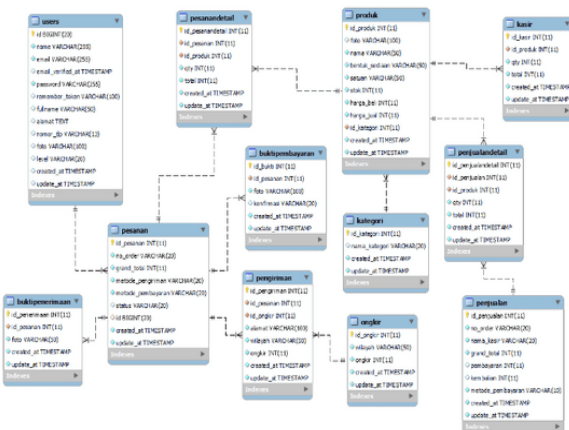 users
id BIGINT(20)
name VARCHAR(255)
email VARCHAR(255)
email_verified_at TIMESTAMP
password VARCHAR(255)
remember_token VARCHAR(100)
fullname VARCHAR(50)
alamat TEXT
nomor_tlp VARCHAR(13)
foto VARCHAR(100)
level VARCHAR(20)
created_at TIMESTAMP
update_at TIMESTAMP
Indexes
pesanandetail
id_pesanandetail INT(11)
id_pesanan INT(11)
id_produk INT(11)
qty INT(11)
total INT(11)
created_at TIMESTAMP
update_at TIMESTAMP
Indexes
produk
id_produk INT(11)
foto VARCHAR(100)
nama VARCHAR(50)
bentuk_sediaan VARCHAR(50)
satuan VARCHAR(50)
stok INT(11)
harga_beli INT(11)
harga_jual INT(11)
id_kategori INT(11)
created_at TIMESTAMP
update_at TIMESTAMP
Indexes
kasir
id_kasir INT(11)
id_produk INT(11)
qty INT(11)
total INT(11)
created_at TIMESTAMP
update_at TIMESTAMP
Indexes
buktipembayaran
id_bukti INT(11)
id_pesanan INT(11)
foto VARCHAR(100)
konfirmasi VARCHAR(20)
created_at TIMESTAMP
update_at TIMESTAMP
Indexes
penjualandetail
id_penjualandetail INT(11)
id_penjualan INT(11)
id_produk INT(11)
qty INT(11)
total INT(11)
created_at TIMESTAMP
update_at TIMESTAMP
Indexes
pesanan
id_pesanan INT(11)
no_order VARCHAR(20)
grand_total INT(11)
metode_pengiriman VARCHAR(20)
metode_pembayaran VARCHAR(20)
status VARCHAR(20)
id BIGINT(20)
created_at TIMESTAMP
update_at TIMESTAMP
Indexes
kategori
id_kategori INT(11)
nama_kategori VARCHAR(20)
created_at TIMESTAMP
update_at TIMESTAMP
Indexes
buktipenerimaan
id_penerimaan INT(11)
id_pesanan INT(11)
foto VARCHAR(50)
created_at TIMESTAMP
update_at TIMESTAMP
Indexes
pengiriman
id_pengiriman INT(11)
id_pesanan INT(11)
id_ongkir INT(11)
alamat VARCHAR(100)
wilayah VARCHAR(50)
ongkir INT(11)
created_at TIMESTAMP
update_at TIMESTAMP
Indexes
ongkir
id_ongkir INT(11)
wilayah VARCHAR(50)
ongkir INT(11)
created_at TIMESTAMP
update_at TIMESTAMP
Indexes
penjualan
id_penjualan INT(11)
no_order VARCHAR(20)
nama_kasir VARCHAR(20)
grand_total INT(11)
pembayaran INT(11)
kembalian INT(11)
metode_pembayaran VARCHAR(10)
created_at TIMESTAMP
update_at TIMESTAMP
Indexes